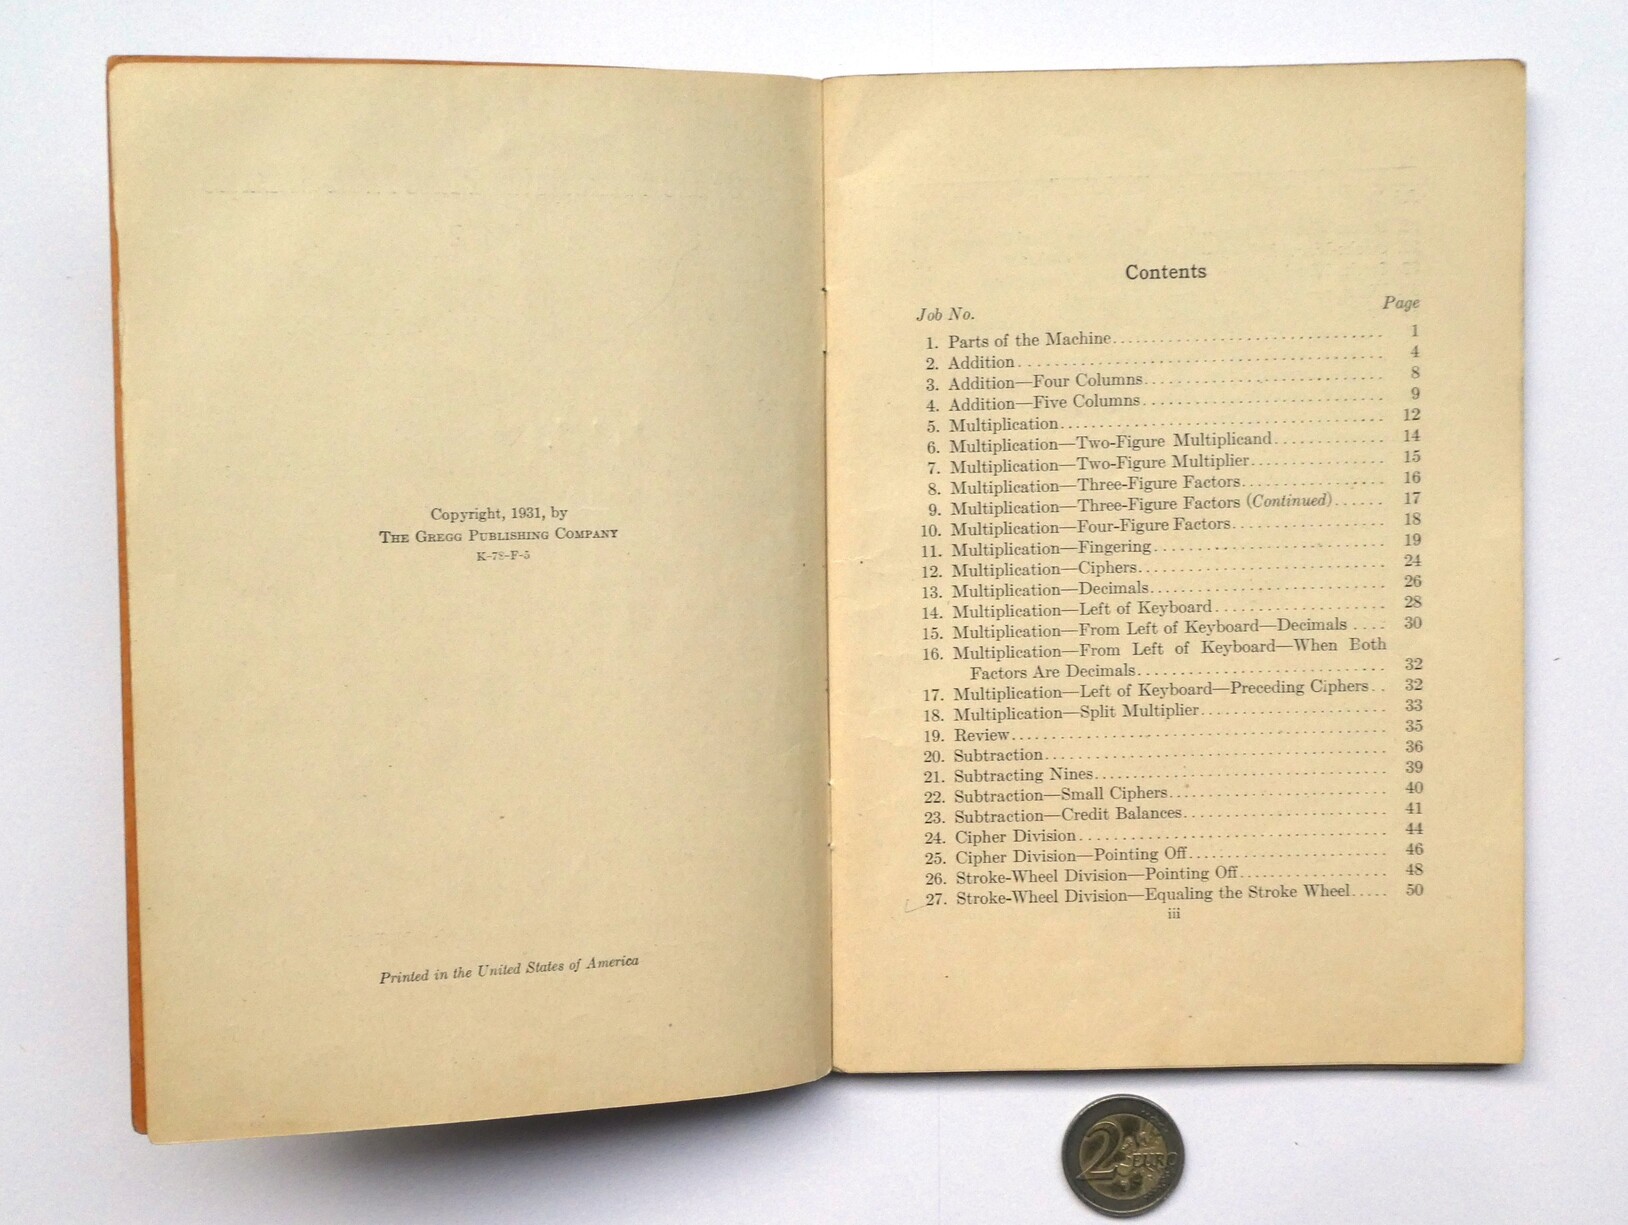 Copyright, 1931, by
THE GREGG PUBLISHING COMPANY
K-78-F-5
Printed in the United States of America
Contents
Job No. Page
1. Parts of the Machine................................ 1
2. Addition................................ 4
3. Addition—Four Columns................................ 8
4. Addition—Five Columns................................ 9
5. Multiplication................................ 12
6. Multiplication—Two-Figure Multiplicand............ 14
7. Multiplication—Two-Figure Multiplier................ 15
8. Multiplication—Three-Figure Factors................ 16
9. Multiplication—Three-Figure Factors (Continued)...... 17
10. Multiplication—Four-Figure Factors.................. 18
11. Multiplication—Fingering........................ 19
12. Multiplication—Ciphers........................ 24
13. Multiplication—Decimals........................ 26
14. Multiplication—Left of Keyboard.................. 28
15. Multiplication—From Left of Keyboard—Decimals .... 30
16. Multiplication—From Left of Keyboard—When Both
Factors Are Decimals........................ 32
17. Multiplication—Left of Keyboard—Preceding Ciphers.. 32
18. Multiplication—Split Multiplier.................... 33
19. Review................................ 35
20. Subtraction................................ 36
21. Subtracting Nines............................ 39
22. Subtraction—Small Ciphers........................ 40
23. Subtraction—Credit Balances...................... 41
24. Cipher Division................................ 44
25. Cipher Division—Pointing Off...................... 46
26. Stroke-Wheel Division—Pointing Off................ 48
27. Stroke-Wheel Division—Equaling the Stroke Wheel..... 50
iii
2 EURO